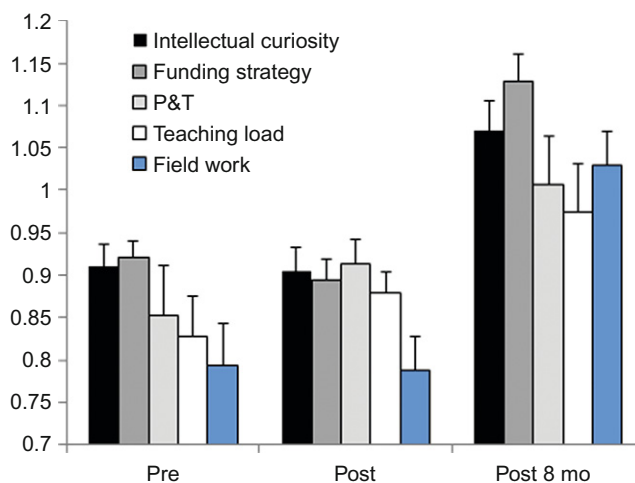 1.2
1.15
1.1
1.05
1
0.95
0.9
0.85
0.8
0.75
0.7
Intellectual curiosity
Funding strategy
P&T
Teaching load
Field work
Pre Post Post 8 mo